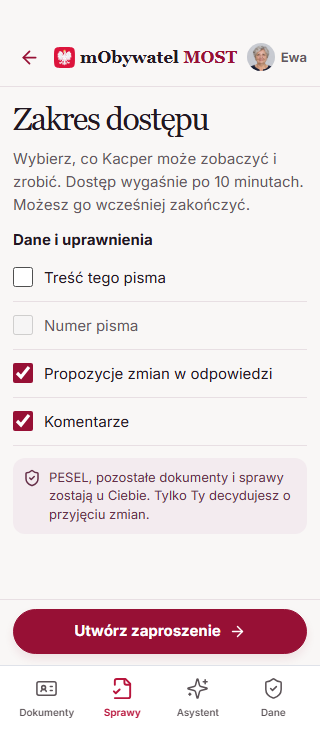 mObywatel MOST
Ewa
Zakres dostępu
Wybierz, co Kacper może zobaczyć i
zrobić. Dostęp wygaśnie po 10 minutach.
Możesz go wcześniej zakończyć.
Dane i uprawnienia
Treść tego pisma
Numer pisma
Propozycje zmian w odpowiedzi
Komentarze
PESEL, pozostałe dokumenty i sprawy
zostają u Ciebie. Tylko Ty decydujesz o
przyjęciu zmian.
Utwórz zaproszenie
Dokumenty
Sprawy
Asystent
Dane